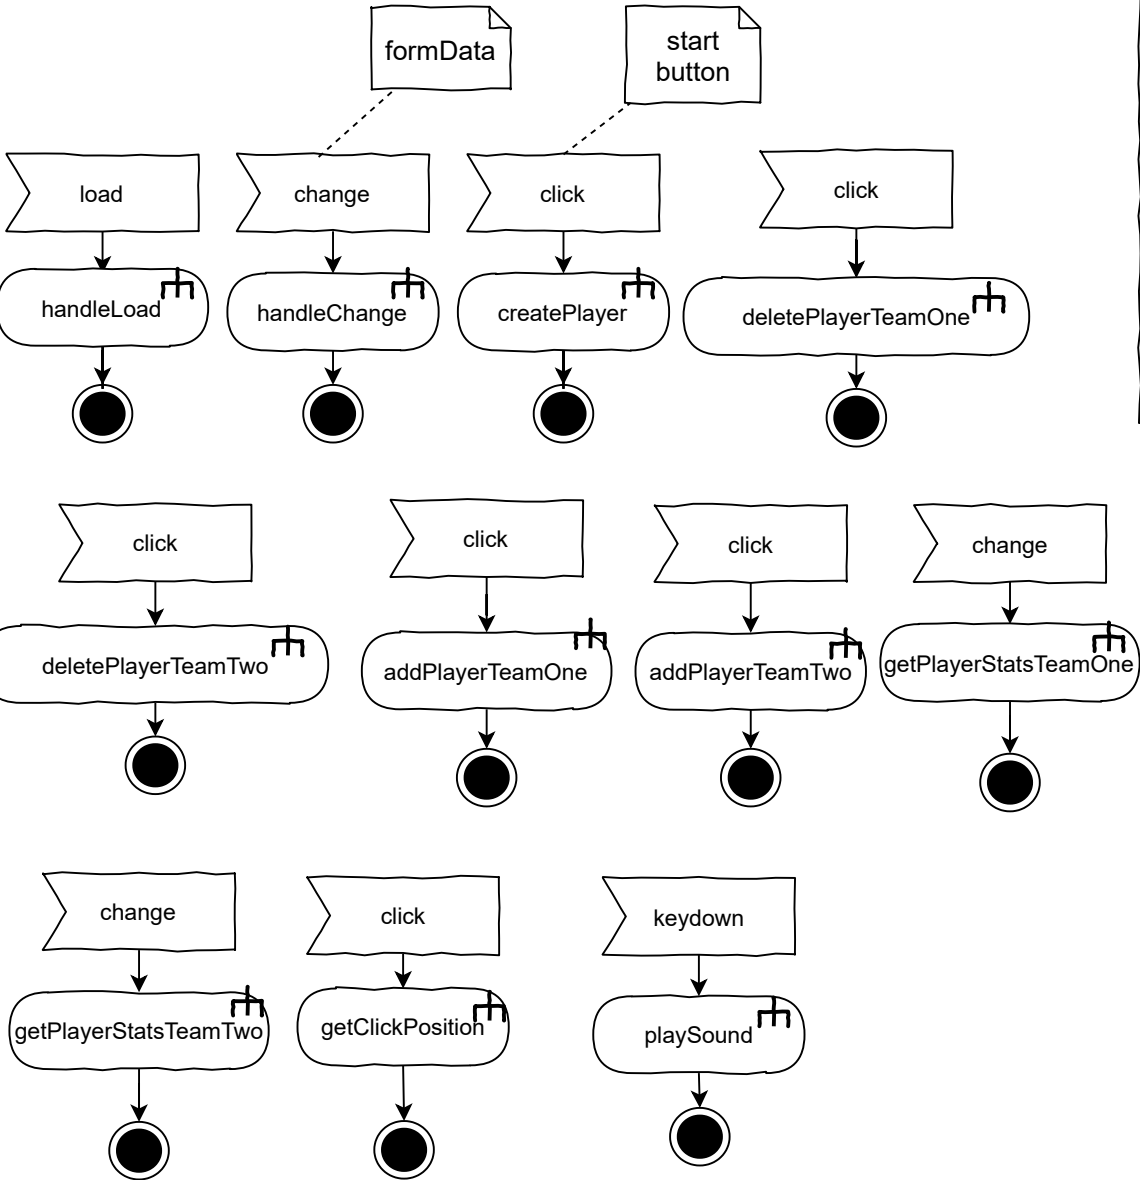 formData
start
button
load
change
click
click
handleLoad
handleChange
createPlayer
deletePlayerTeamOne
click
click
click
change
deletePlayerTeamTwo
addPlayerTeamOne
addPlayerTeamTwo
getPlayerStatsTeamOne
change
click
keydown
getPlayerStatsTeamTwo
getClickPosition
playSound